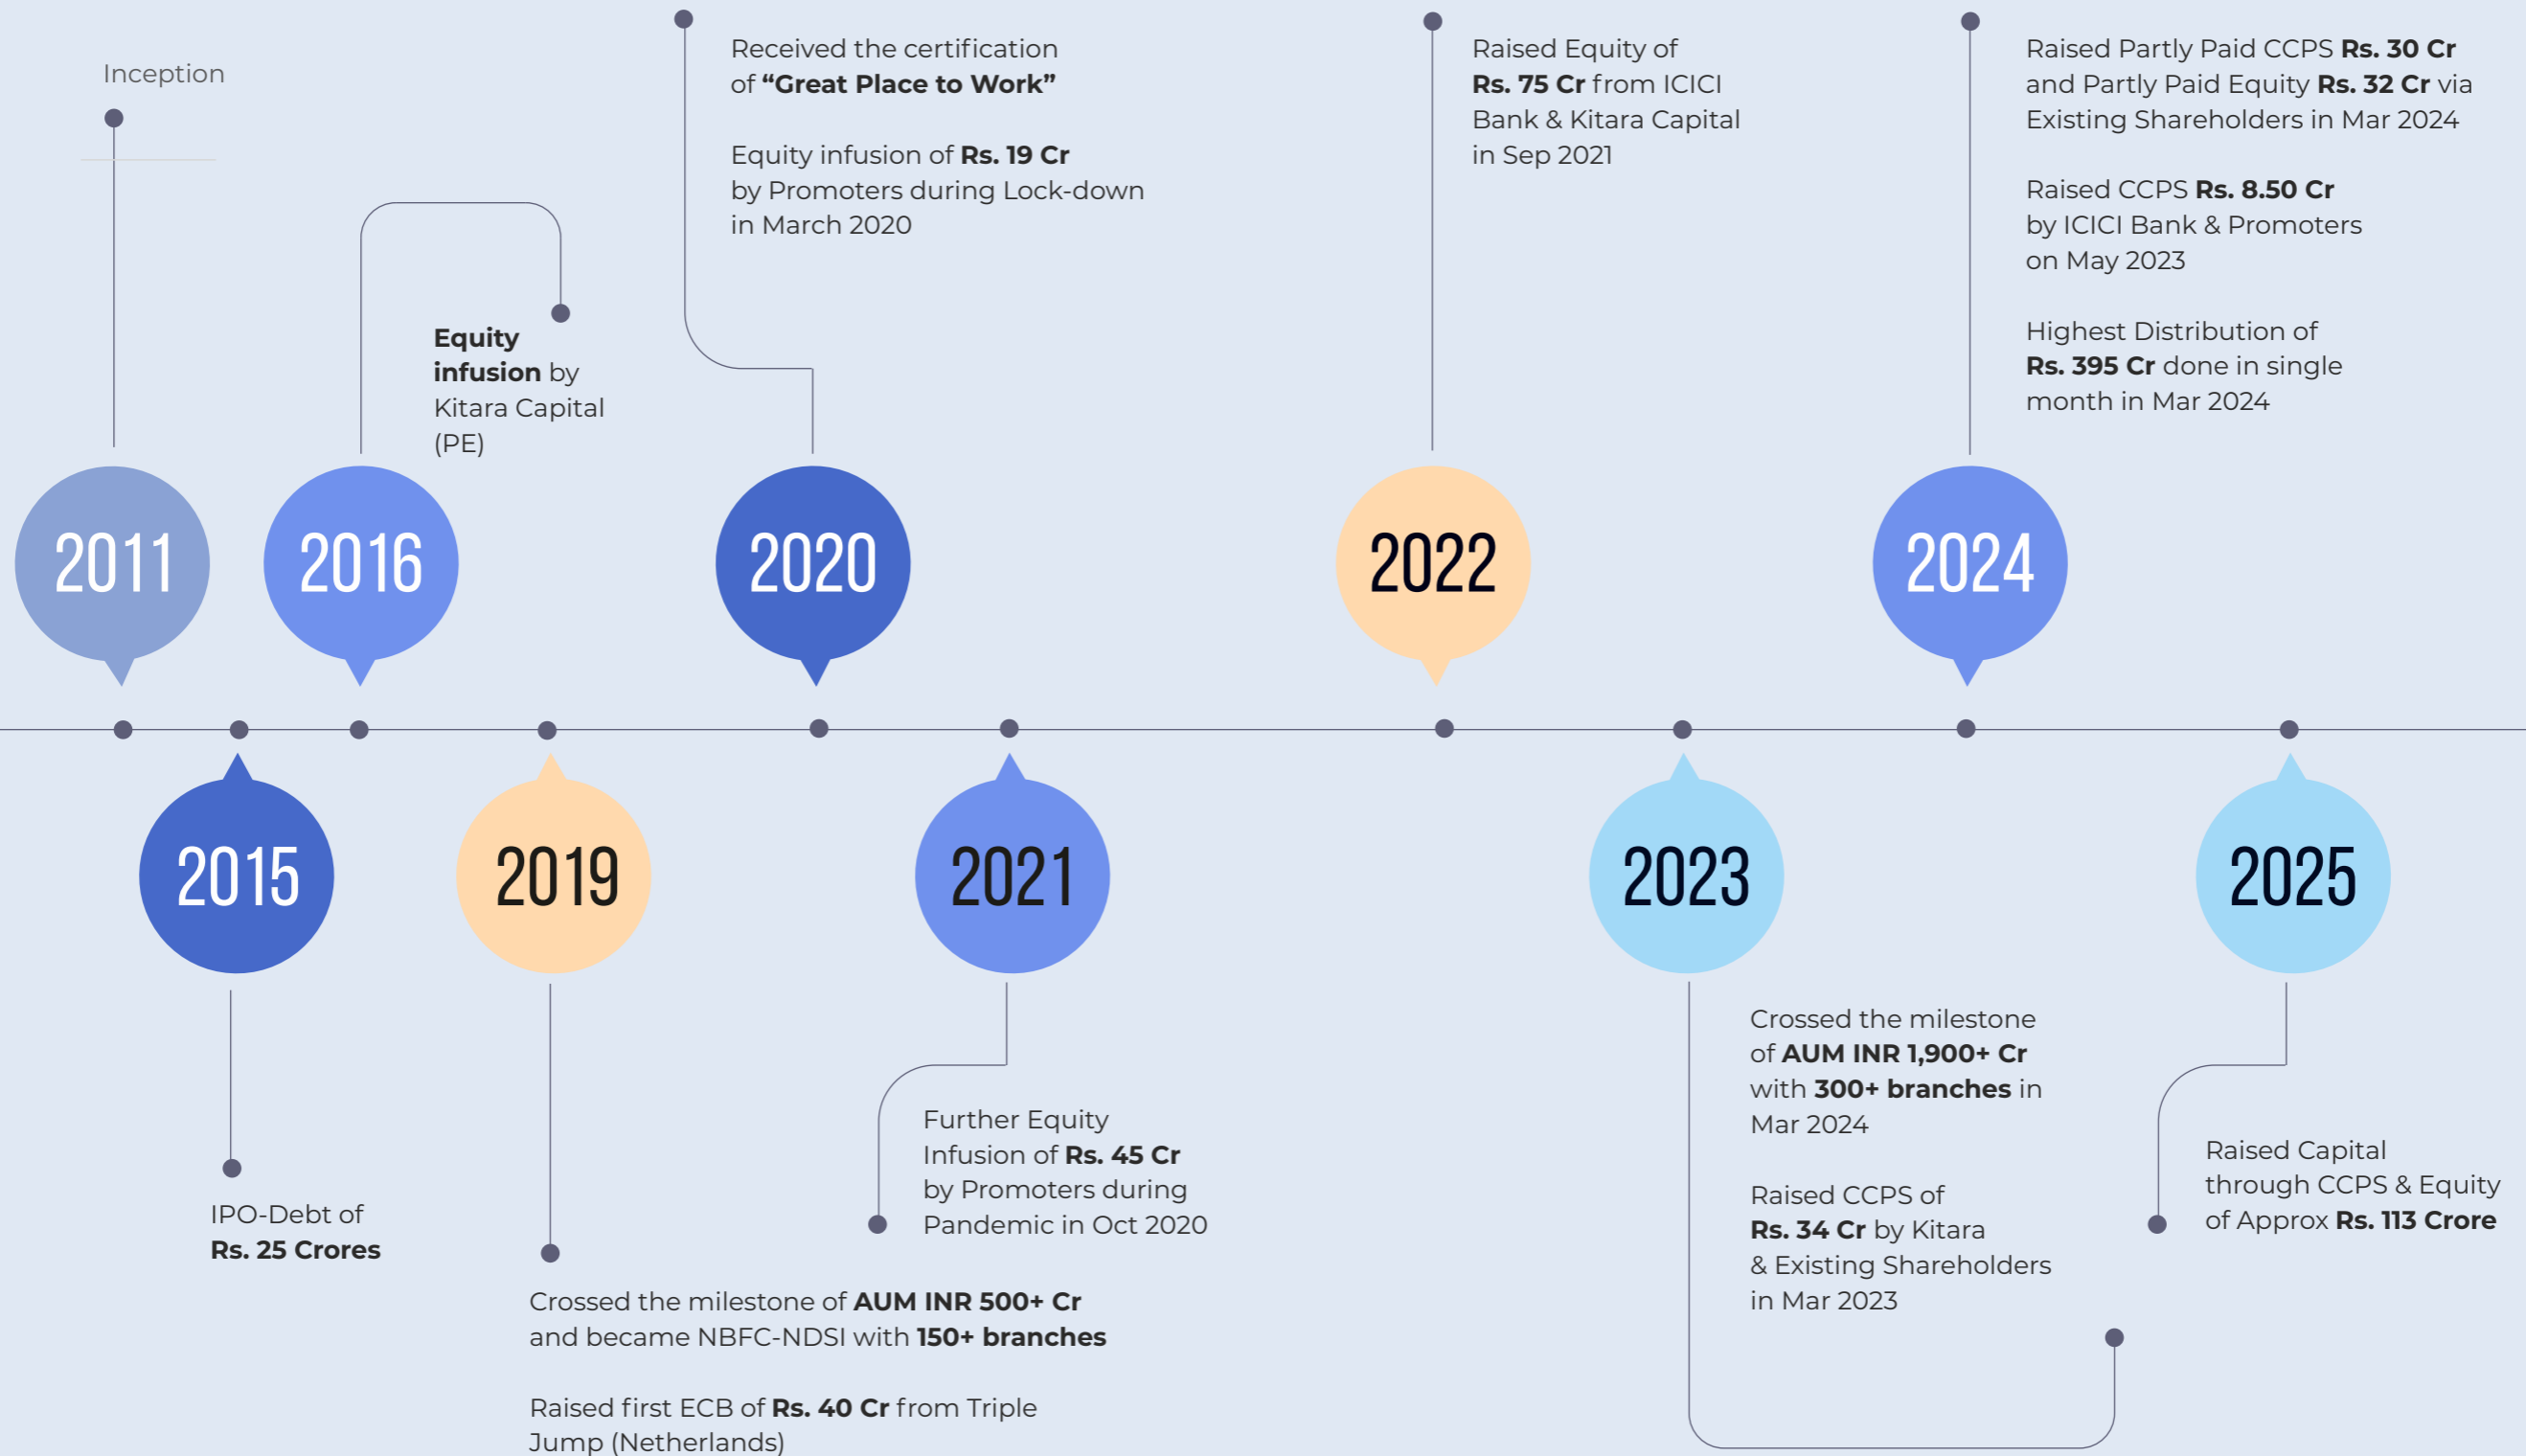 Inception
2011
2015
IPO-Debt of
Rs. 25 Crores
2016
Equity
infusion by
Kitara Capital
(PE)
2019
Crossed the milestone of AUM INR 500+ Cr
and became NBFC-NDSI with 150+ branches
Raised first ECB of Rs. 40 Cr from Triple
Jump (Netherlands)
2020
Received the certification
of “Great Place to Work”
Equity infusion of Rs. 19 Cr
by Promoters during Lock-down
in March 2020
2021
Further Equity
Infusion of Rs. 45 Cr
by Promoters during
Pandemic in Oct 2020
2022
Raised Equity of
Rs. 75 Cr from ICICI
Bank & Kitara Capital
in Sep 2021
2023
Crossed the milestone
of AUM INR 1,900+ Cr
with 300+ branches in
Mar 2024
Raised CCPS of
Rs. 34 Cr by Kitara
& Existing Shareholders
in Mar 2023
2024
Raised Partly Paid CCPS Rs. 30 Cr
and Partly Paid Equity Rs. 32 Cr via
Existing Shareholders in Mar 2024
Raised CCPS Rs. 8.50 Cr
by ICICI Bank & Promoters
on May 2023
Highest Distribution of
Rs. 395 Cr done in single
month in Mar 2024
2025
Raised Capital
through CCPS & Equity
of Approx Rs. 113 Crore